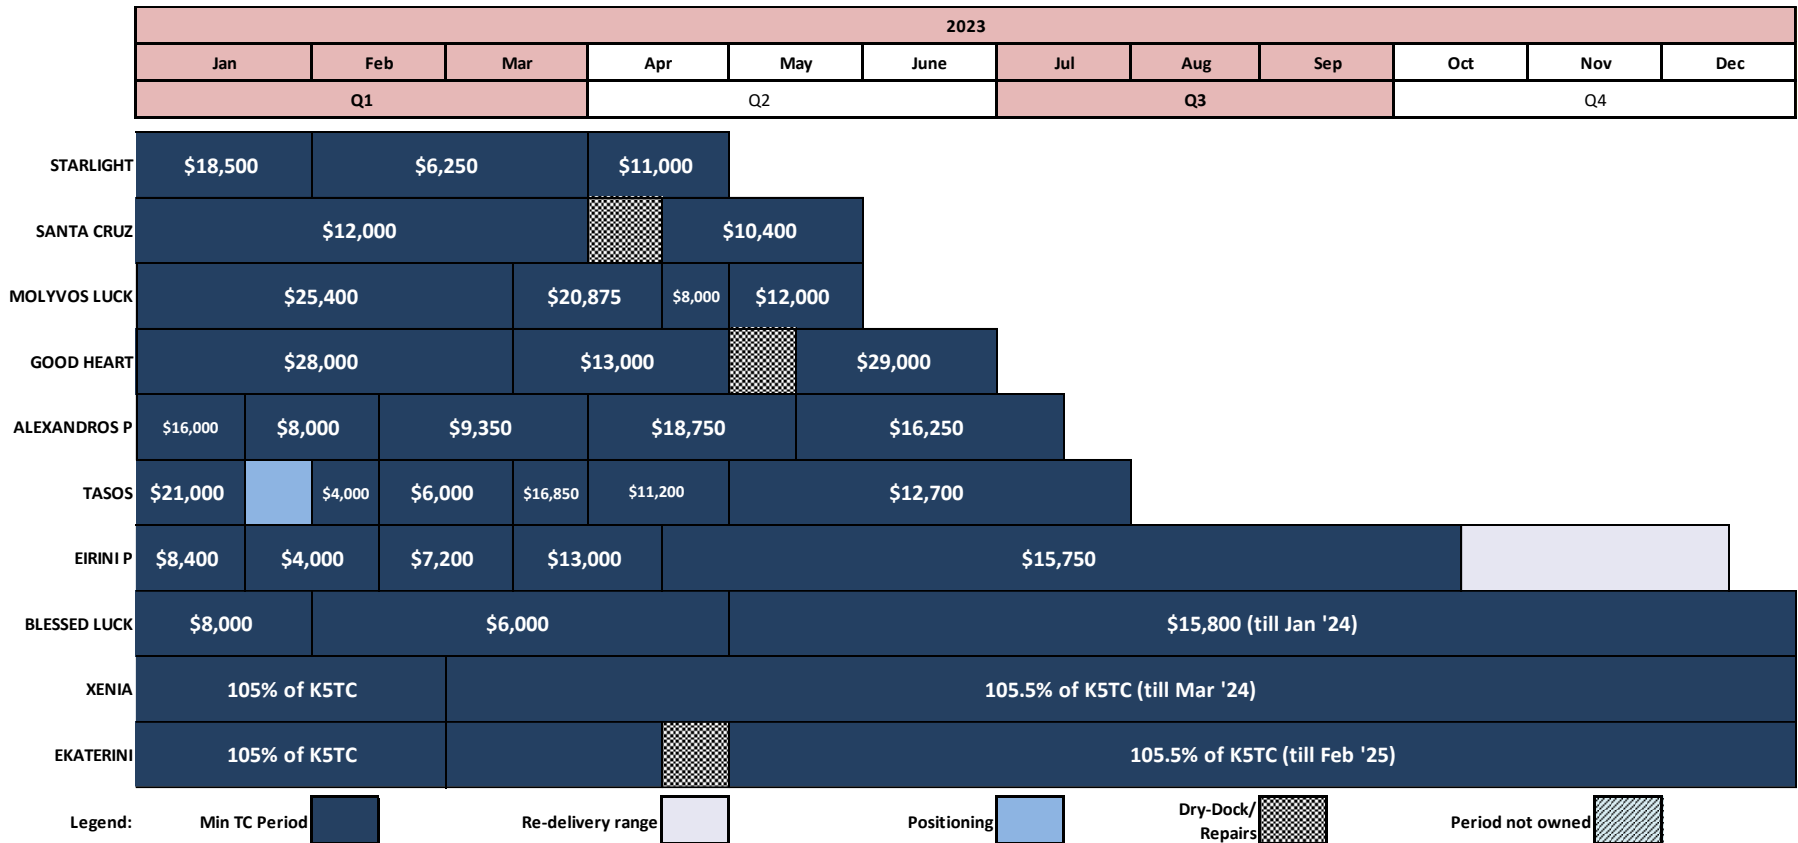 2023
Jan Feb Mar Apr May June Jul Aug Sep Oct Nov Dec
Q1 Q2 Q3 Q4
STARLIGHT $18,500 $6,250 $11,000
SANTA CRUZ $12,000 $10,400
MOLYVOS LUCK $25,400 $20,875 $8,000 $12,000
GOOD HEART $28,000 $13,000 $29,000
ALEXANDROS P $16,000 $8,000 $9,350 $18,750 $16,250
TASOS $21,000 $4,000 $6,000 $16,850 $11,200 $12,700
EIRINI P $8,400 $4,000 $7,200 $13,000 $15,750
BLESSED LUCK $8,000 $6,000 $15,800 (till Jan '24)
XENIA 105% of K5TC 105.5% of K5TC (till Mar '24)
EKATERINI 105% of K5TC 105.5% of K5TC (till Feb '25)
Legend: Min TC Period Re-delivery range Positioning Dry-Dock/
Repairs Period not owned